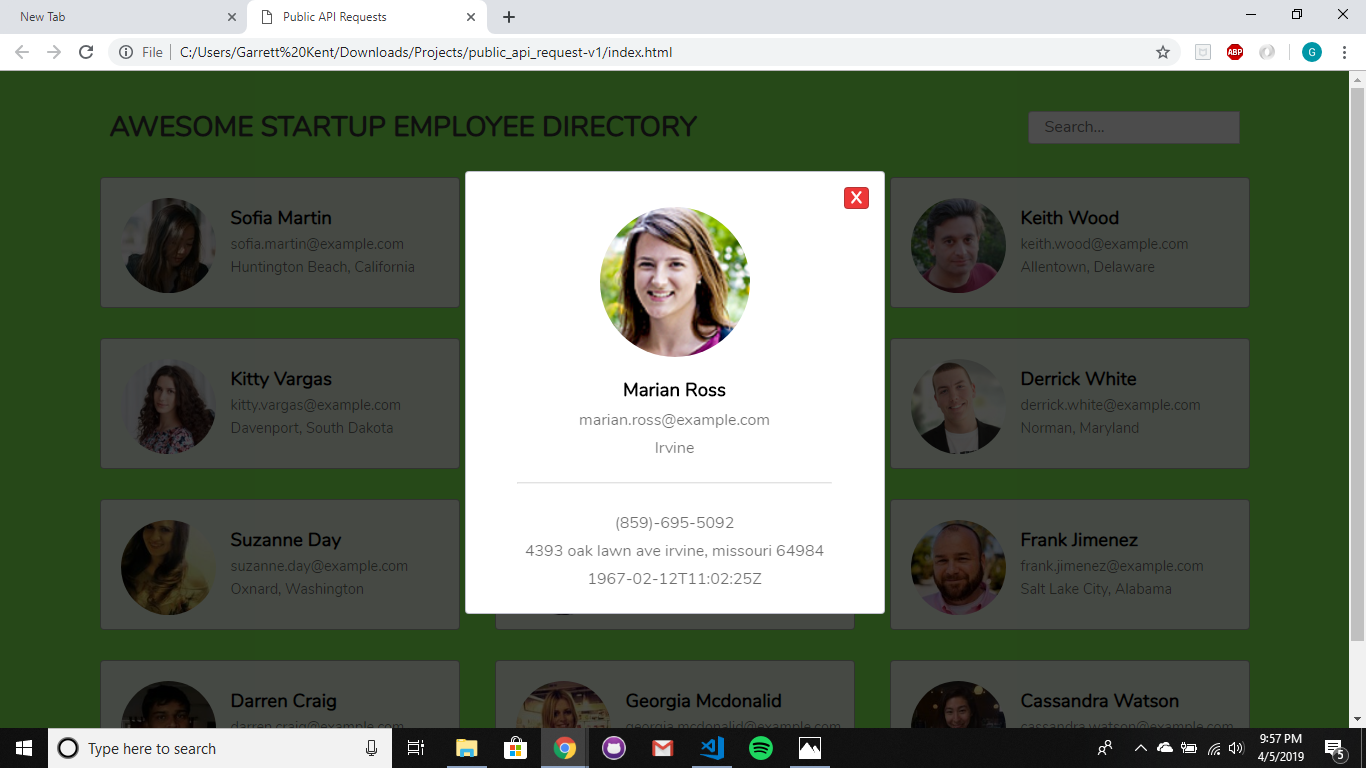 New Tab
Public API Requests
File
C:/Users/Garrett%20Kent/Downloads/Projects/public_api_request-v1/index.html
ABP
G
AWESOME STARTUP EMPLOYEE DIRECTORY
Search...
Sofia Martin
sofia.martin@example.com
Huntington Beach, California
Keith Wood
keith.wood@example.com
Allentown, Delaware
Kitty Vargas
kitty.vargas@example.com
Davenport, South Dakota
Derrick White
derrick.white@example.com
Norman, Maryland
Suzanne Day
suzanne.day@example.com
Oxnard, Washington
Frank Jimenez
frank.jimenez@example.com
Salt Lake City, Alabama
Darren Craig
darren.craig@example.com
Georgia Mcdonalid
georgia.mcdonalid@example.com
Cassandra Watson
cassandra.watson@example.com
X
Marian Ross
marian.ross@example.com
Irvine
(859)-695-5092
4393 oak lawn ave irvine, missouri 64984
1967-02-12T11:02:25Z
Type here to search
9:57 PM
4/5/2019
5